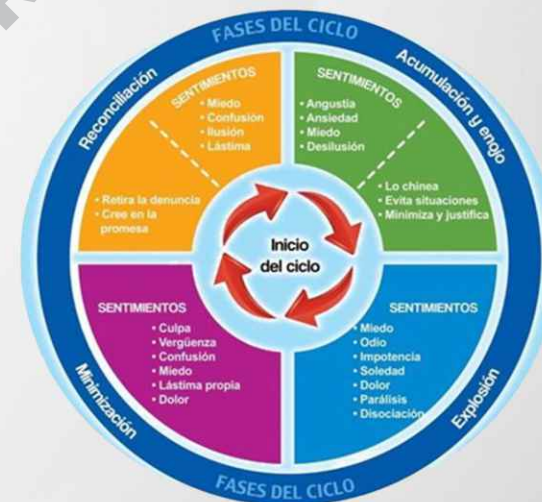 FASES DEL CICLO
Reconciliación
Acumulación y enojo
SENTIMIENTOS
• Miedo
• Confusión
• Ilusión
• Lástima
• Retira la denuncia
• Cree en la
promesa
SENTIMIENTOS
• Angustia
• Ansiedad
• Miedo
• Desilusión
• Lo chinea
• Evita situaciones
• Minimiza y justifica
Inicio
del ciclo
SENTIMIENTOS
• Culpa
• Vergüenza
• Confusión
• Miedo
• Lástima propia
• Dolor
SENTIMIENTOS
• Miedo
• Odio
• Impotencia
• Soledad
• Dolor
• Parálisis
• Disociación
Minimización
Explosión
FASES DEL CICLO